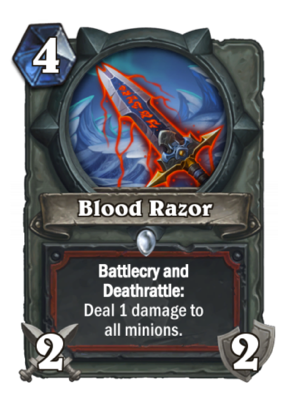 4
Blood Razor
Battlecry and
Deathrattle:
Deal 1 damage to
all minions.
2
2